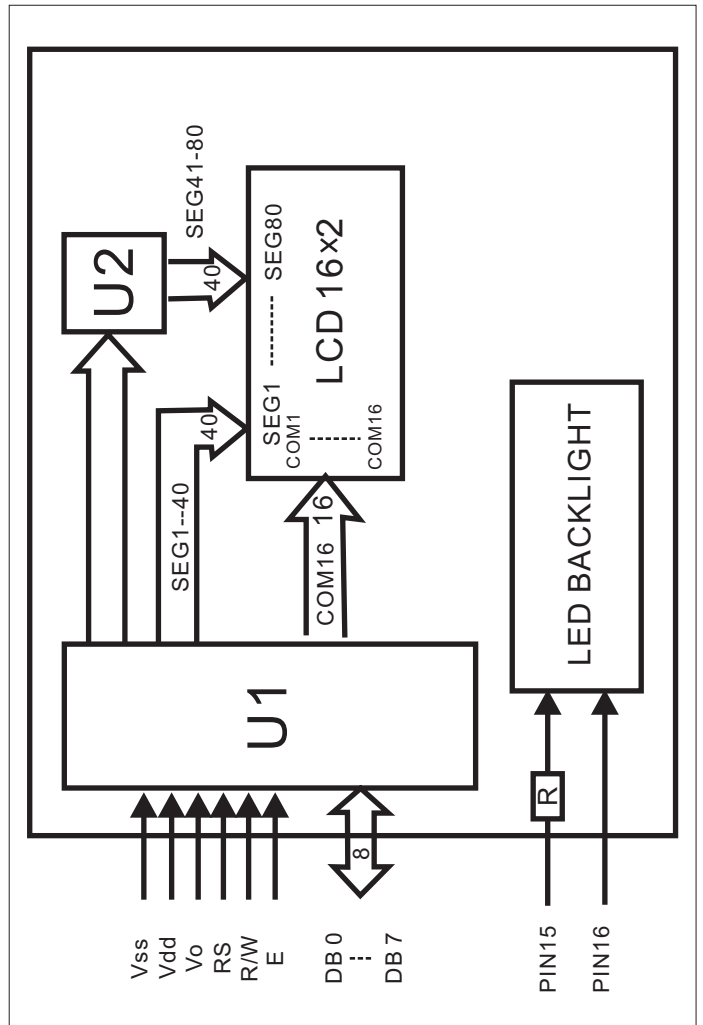 Vss
Vdd
Vo
RS
R/W
E
DB0
DB7
8
U1
SEG1--40
40
COM16
16
U2
SEG41-80
40
SEG1 SEG80
COM1
COM16
LCD 16×2
PIN15
PIN16
R
LED BACKLIGHT